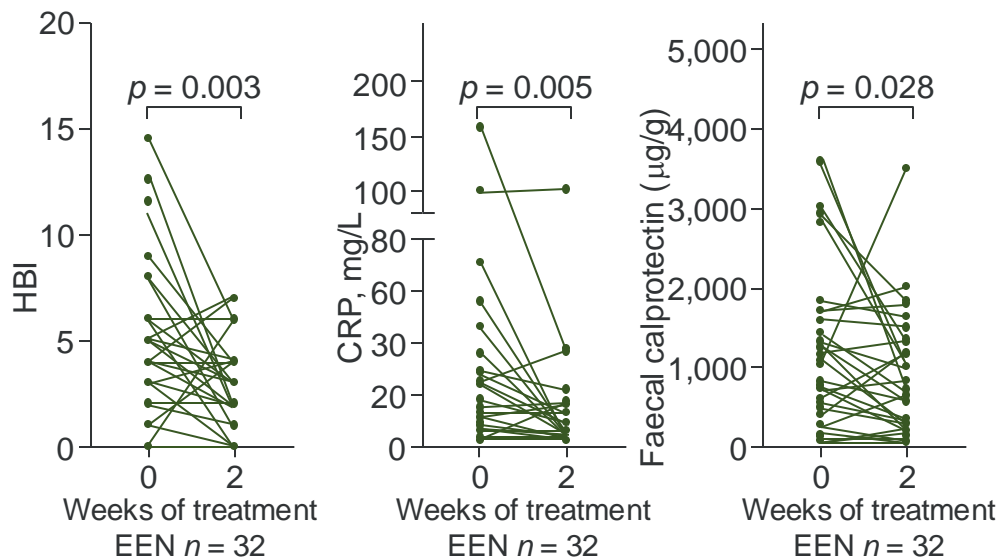 20
15
10
5
0
HBI
p = 0.003
0 2
Weeks of treatment
EEN n = 32
200
150
100
80
60
30
20
0
CRP, mg/L
p = 0.005
0 2
Weeks of treatment
EEN n = 32
5,000
4,000
3,000
2,000
1,000
0
Faecal calprotectin (µg/g)
p = 0.028
0 2
Weeks of treatment
EEN n = 32